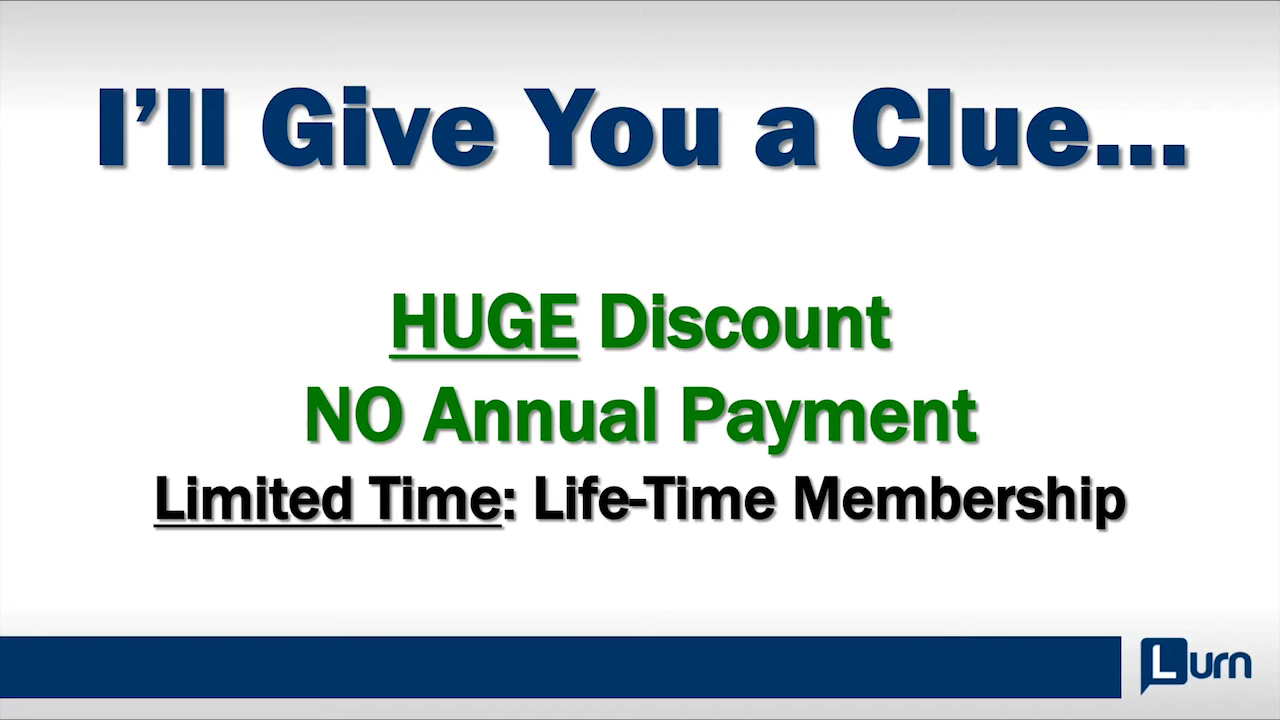 I’ll Give You a Clue...
HUGE Discount
NO Annual Payment
Limited Time: Life-Time Membership
Lurn